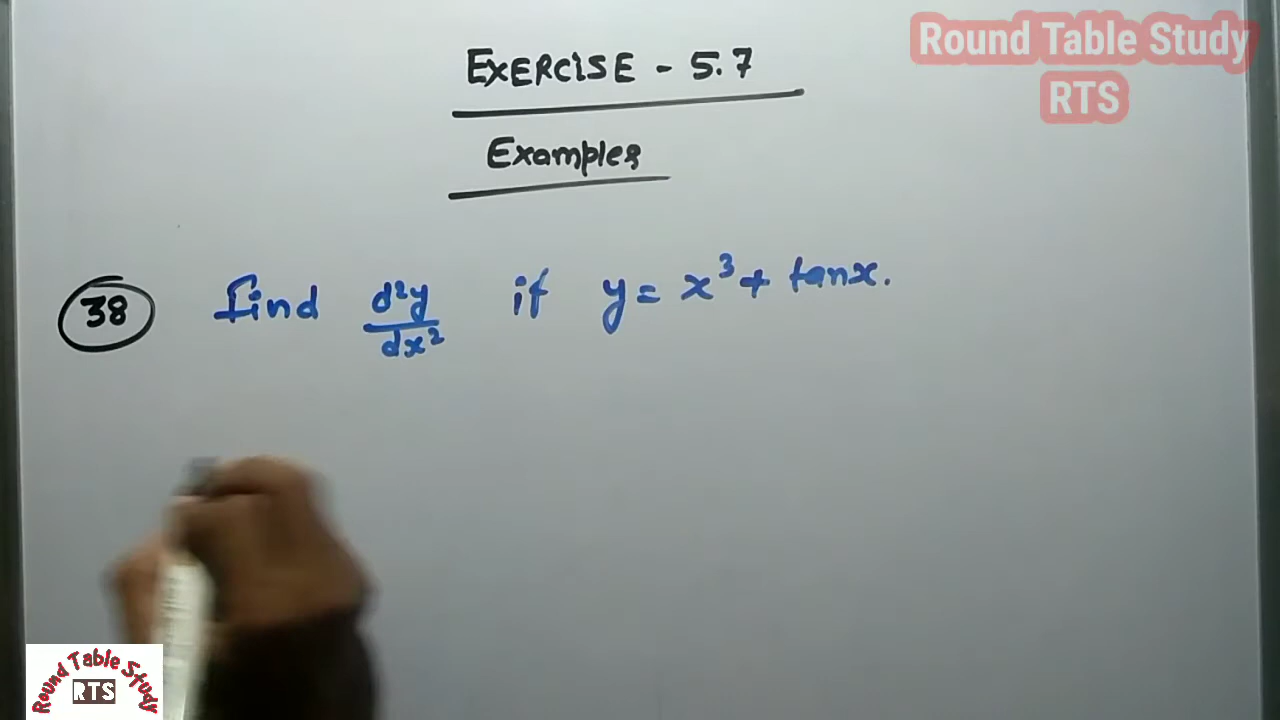 Round Table Study
RTS
EXERCISE - 5.7
Examples
38 find d²y/dx² if y = x³ + tanx.
Round Table Study
RTS